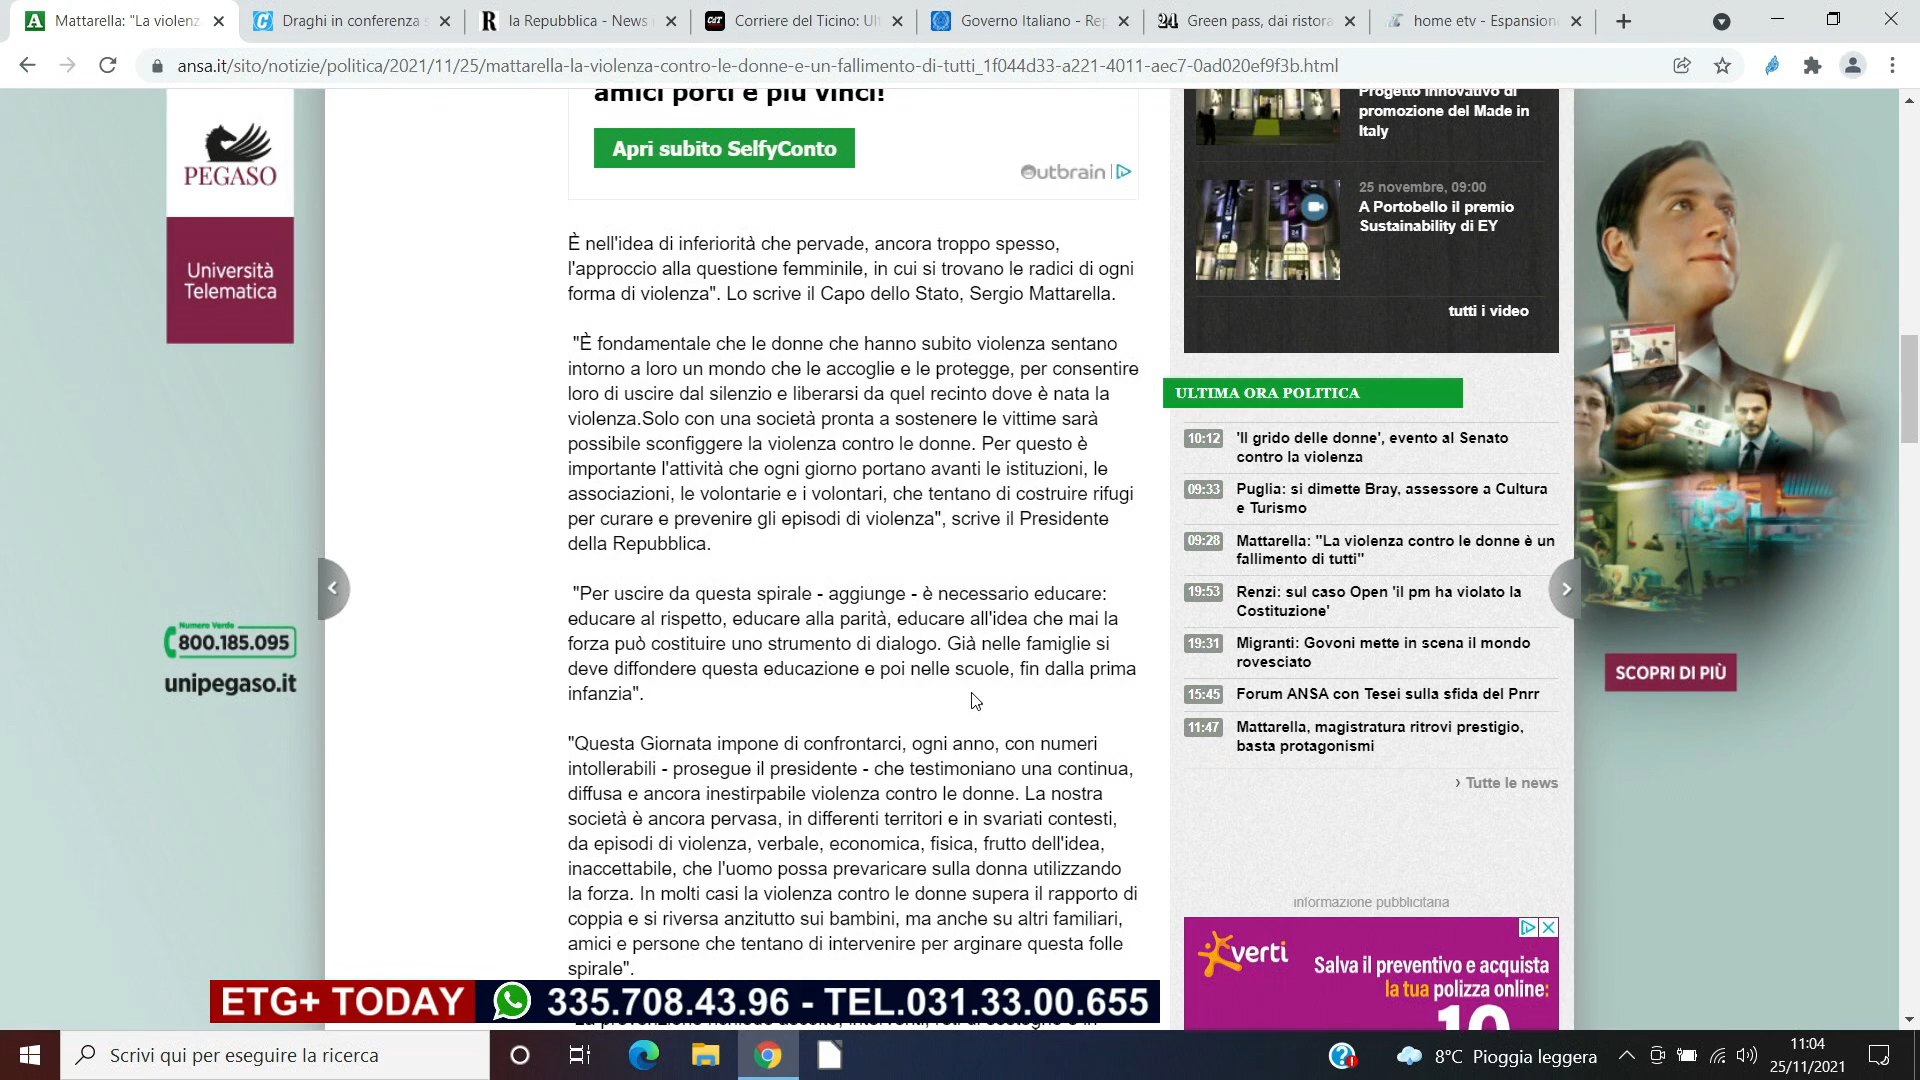 Mattarella: "La violenz
Draghi in conferenza s
la Repubblica - News
Corriere del Ticino: Ult
Governo Italiano - Rep
Green pass, dai ristora
home etv - Espansion
ansa.it/sito/notizie/politica/2021/11/25/mattarella-la-violenza-contro-le-donne-e-un-fallimento-di-tutti_1f044d33-a221-4011-aec7-0ad020ef9f3b.html
PEGASO
Università
Telematica
Numero Verde
800.185.095
unipegaso.it
amici porti e più vinci!
Apri subito SelfyConto
Outbrain
È nell'idea di inferiorità che pervade, ancora troppo spesso,
l'approccio alla questione femminile, in cui si trovano le radici di ogni
forma di violenza". Lo scrive il Capo dello Stato, Sergio Mattarella.
"È fondamentale che le donne che hanno subito violenza sentano
intorno a loro un mondo che le accoglie e le protegge, per consentire
loro di uscire dal silenzio e liberarsi da quel recinto dove è nata la
violenza.Solo con una società pronta a sostenere le vittime sarà
possibile sconfiggere la violenza contro le donne. Per questo è
importante l'attività che ogni giorno portano avanti le istituzioni, le
associazioni, le volontarie e i volontari, che tentano di costruire rifugi
per curare e prevenire gli episodi di violenza", scrive il Presidente
della Repubblica.
"Per uscire da questa spirale - aggiunge - è necessario educare:
educare al rispetto, educare alla parità, educare all'idea che mai la
forza può costituire uno strumento di dialogo. Già nelle famiglie si
deve diffondere questa educazione e poi nelle scuole, fin dalla prima
infanzia".
"Questa Giornata impone di confrontarci, ogni anno, con numeri
intollerabili - prosegue il presidente - che testimoniano una continua,
diffusa e ancora inestirpabile violenza contro le donne. La nostra
società è ancora pervasa, in differenti territori e in svariati contesti,
da episodi di violenza, verbale, economica, fisica, frutto dell'idea,
inaccettabile, che l'uomo possa prevaricare sulla donna utilizzando
la forza. In molti casi la violenza contro le donne supera il rapporto di
coppia e si riversa anzitutto sui bambini, ma anche su altri familiari,
amici e persone che tentano di intervenire per arginare questa folle
spirale".
Progetto innovativo di
promozione del Made in
Italy
25 novembre, 09:00
A Portobello il premio
Sustainability di EY
tutti i video
ULTIMA ORA POLITICA
10:12 'Il grido delle donne', evento al Senato
contro la violenza
09:33 Puglia: si dimette Bray, assessore a Cultura
e Turismo
09:28 Mattarella: "La violenza contro le donne è un
fallimento di tutti"
19:53 Renzi: sul caso Open 'il pm ha violato la
Costituzione'
19:31 Migranti: Govoni mette in scena il mondo
rovesciato
15:45 Forum ANSA con Tesei sulla sfida del Pnrr
11:47 Mattarella, magistratura ritrovi prestigio,
basta protagonismi
› Tutte le news
informazione pubblicitaria
verti
Salva il preventivo e acquista
la tua polizza online:
10
SCOPRI DI PIÙ
ETG+ TODAY 335.708.43.96 - TEL.031.33.00.655
Scrivi qui per eseguire la ricerca
8°C Pioggia leggera
11:04
25/11/2021